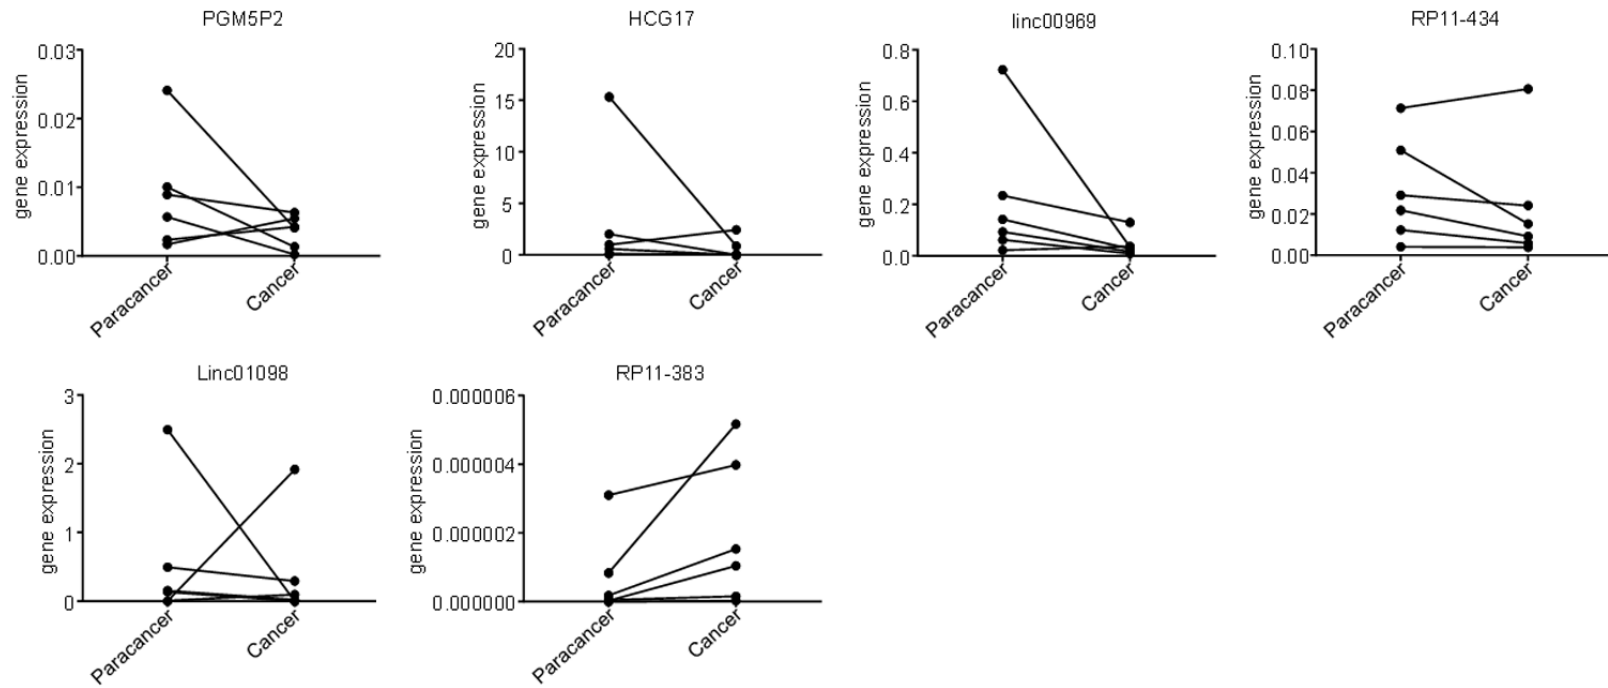 PGM5P2
HCG17
linc00969
RP11-434
gene expression
0.03
0.02
0.01
0.00
Paracancer
Cancer
gene expression
20
15
10
5
0
Paracancer
Cancer
gene expression
0.8
0.6
0.4
0.2
0.0
Paracancer
Cancer
gene expression
0.10
0.08
0.06
0.04
0.02
0.00
Paracancer
Cancer
Linc01098
RP11-383
gene expression
3
2
1
0
Paracancer
Cancer
gene expression
0.000006
0.000004
0.000002
0.000000
Paracancer
Cancer